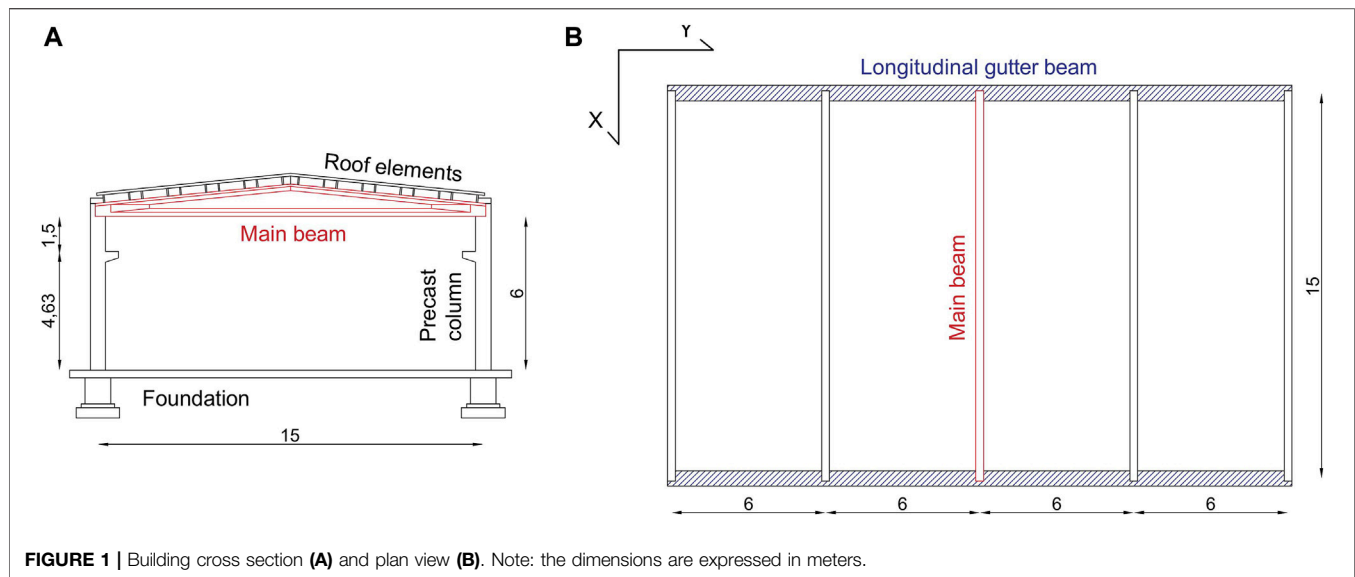 A
B
Y
X
Longitudinal gutter beam
Roof elements
Main beam
1,5
4,63
Precast
column
6
Foundation
15
Main beam
15
6 6 6 6
FIGURE 1 | Building cross section (A) and plan view (B). Note: the dimensions are expressed in meters.